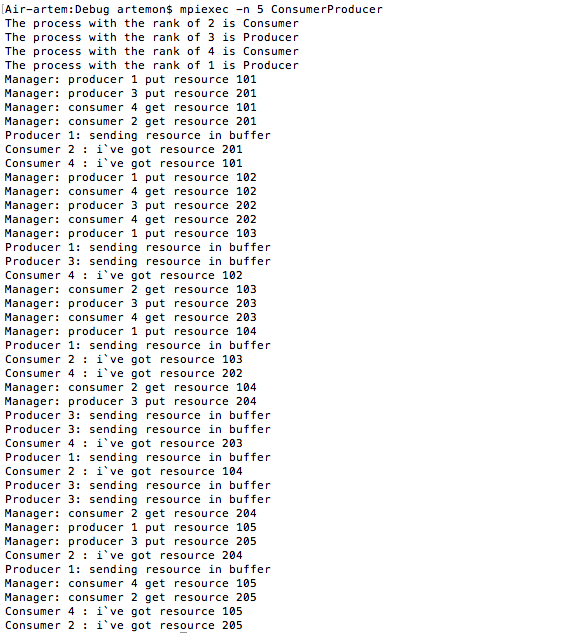 [Air-artem:Debug artemon$ mpiexec -n 5 ConsumerProducer
The process with the rank of 2 is Consumer
The process with the rank of 3 is Producer
The process with the rank of 4 is Consumer
The process with the rank of 1 is Producer
Manager: producer 1 put resource 101
Manager: producer 3 put resource 201
Manager: consumer 4 get resource 101
Manager: consumer 2 get resource 201
Producer 1: sending resource in buffer
Consumer 2 : i`ve got resource 201
Consumer 4 : i`ve got resource 101
Manager: producer 1 put resource 102
Manager: consumer 4 get resource 102
Manager: producer 3 put resource 202
Manager: consumer 4 get resource 202
Manager: producer 1 put resource 103
Producer 1: sending resource in buffer
Producer 3: sending resource in buffer
Consumer 4 : i`ve got resource 102
Manager: consumer 2 get resource 103
Manager: producer 3 put resource 203
Manager: consumer 4 get resource 203
Manager: producer 1 put resource 104
Producer 1: sending resource in buffer
Consumer 2 : i`ve got resource 103
Consumer 4 : i`ve got resource 202
Manager: consumer 2 get resource 104
Manager: producer 3 put resource 204
Producer 3: sending resource in buffer
Producer 3: sending resource in buffer
Consumer 4 : i`ve got resource 203
Producer 1: sending resource in buffer
Consumer 2 : i`ve got resource 104
Producer 3: sending resource in buffer
Producer 3: sending resource in buffer
Manager: consumer 2 get resource 204
Manager: producer 1 put resource 105
Manager: producer 3 put resource 205
Consumer 2 : i`ve got resource 204
Producer 1: sending resource in buffer
Manager: consumer 4 get resource 105
Manager: consumer 2 get resource 205
Consumer 4 : i`ve got resource 105
Consumer 2 : i`ve got resource 205